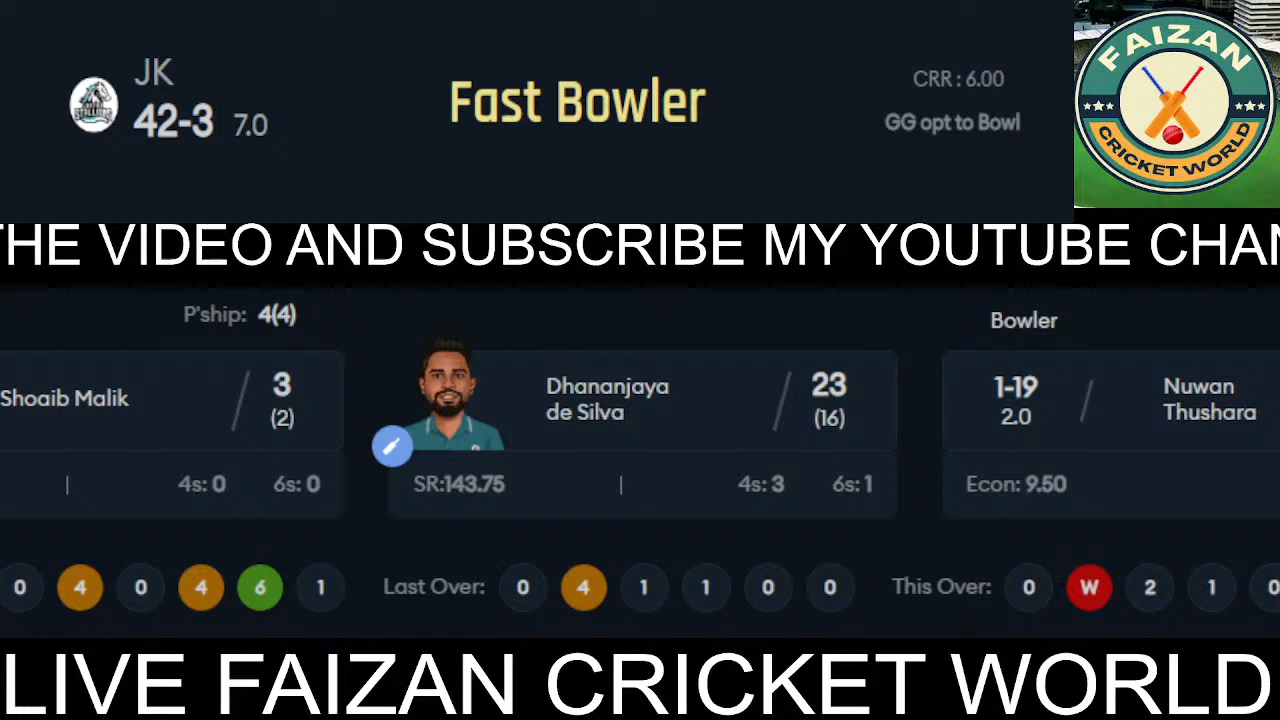 JK
42-3 7.0
Fast Bowler
CRR : 6.00
GG opt to Bowl
FAIZAN
CRICKET WORLD
THE VIDEO AND SUBSCRIBE MY YOUTUBE CHAN
P'ship: 4(4)
Bowler
Shoaib Malik 3 (2)
4s: 0 6s: 0
Dhananjaya
de Silva
23
(16)
SR:143.75 | 4s: 3 6s: 1
1-19
2.0
Nuwan
Thushara
Econ: 9.50
0 4 0 4 6 1
Last Over: 0 4 1 1 0 0
This Over: 0 W 2 1 0
LIVE FAIZAN CRICKET WORLD